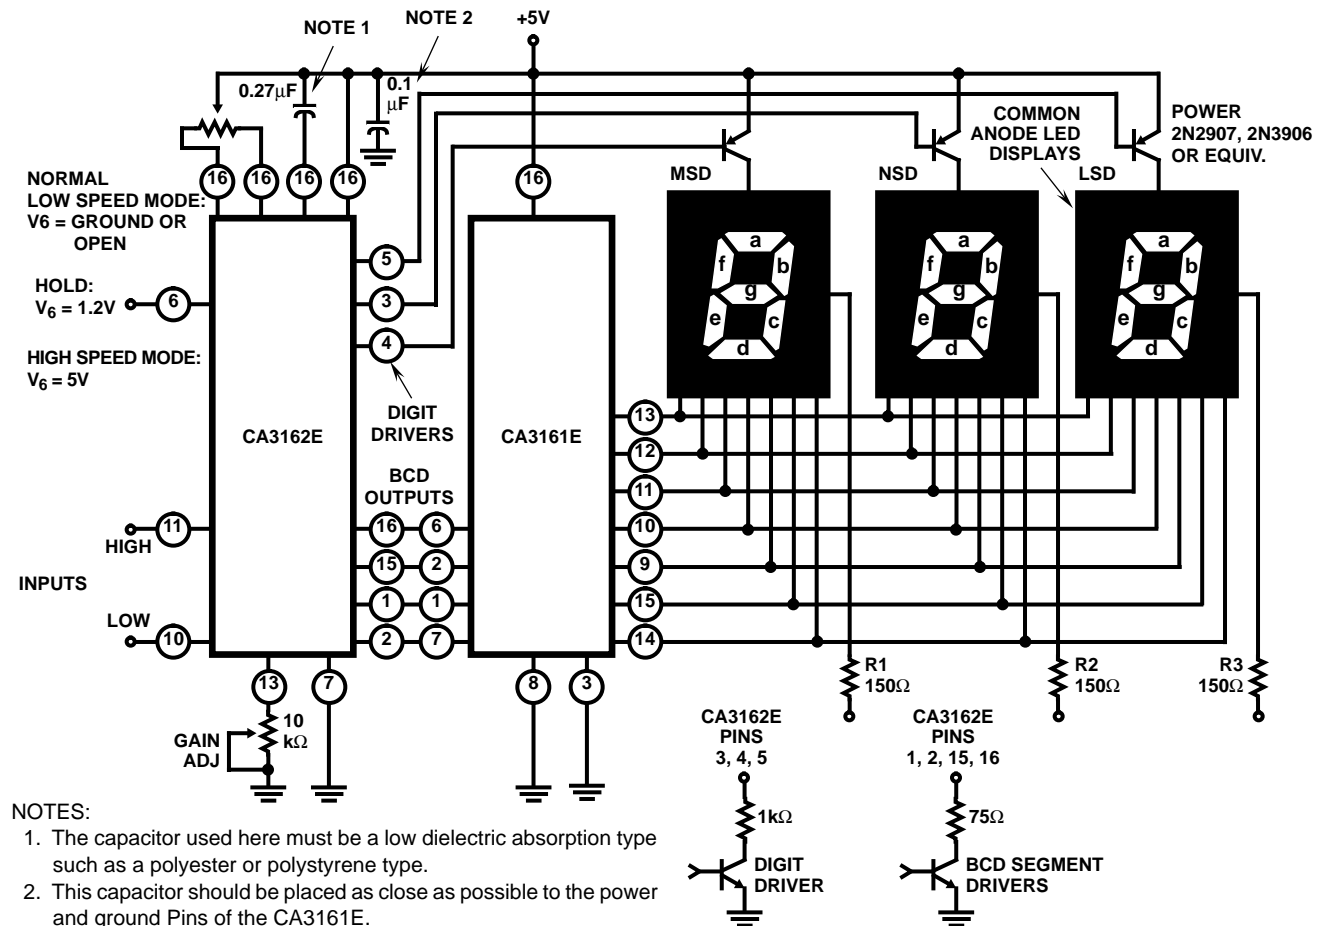 NOTE 1
NOTE 2
+5V
0.27μF
0.1
μF
COMMON
ANODE LED
DISPLAYS
POWER
2N2907, 2N3906
OR EQUIV.
16
16
16
16
16
MSD
NSD
LSD
NORMAL
LOW SPEED MODE:
V6 = GROUND OR
OPEN
5
HOLD:
V6 = 1.2V
6
3
4
HIGH SPEED MODE:
V6 = 5V
a
b
c
d
e
f
g
a
b
c
d
e
f
g
a
b
c
d
e
f
g
DIGIT
DRIVERS
CA3162E
CA3161E
13
12
11
10
9
15
14
BCD
OUTPUTS
16
6
15
2
1
1
2
7
11
HIGH
INPUTS
LOW
10
13
7
8
3
10
kΩ
GAIN
ADJ
R1
150Ω
R2
150Ω
R3
150Ω
CA3162E
PINS
3, 4, 5
1kΩ
DIGIT
DRIVER
CA3162E
PINS
1, 2, 15, 16
75Ω
BCD SEGMENT
DRIVERS
NOTES:
1. The capacitor used here must be a low dielectric absorption type
such as a polyester or polystyrene type.
2. This capacitor should be placed as close as possible to the power
and ground Pins of the CA3161E.